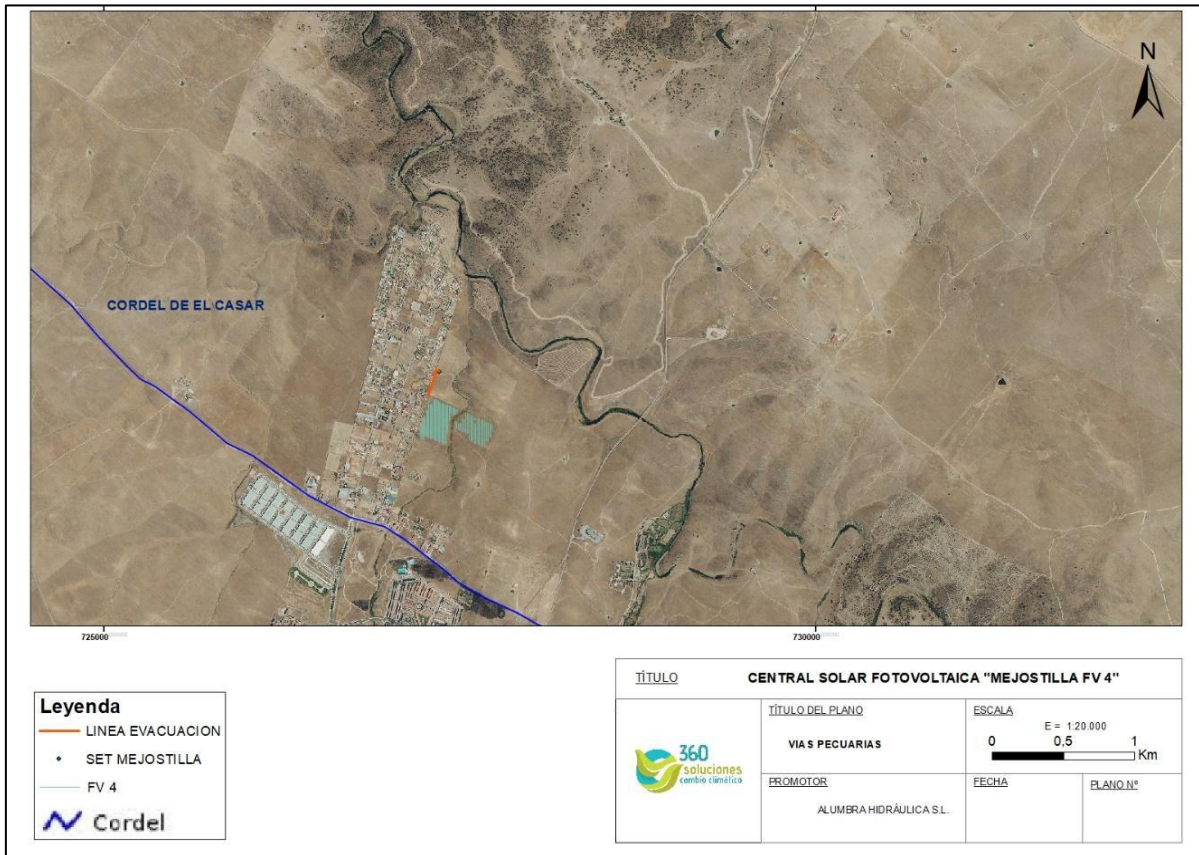 N
CORDEL DE EL CASAR
725000
730000
Leyenda
LINEA EVACUACION
SET MEJOSTILLA
FV 4
Cordel
TÍTULO
CENTRAL SOLAR FOTOVOLTAICA "MEJOSTILLA FV 4"
360
soluciones
cambio climático
TÍTULO DEL PLANO
VIAS PECUARIAS
ESCALA
E = 1:20.000
0 0,5 1
Km
PROMOTOR
ALUMBRA HIDRÁULICA S.L.
FECHA
PLANO Nº